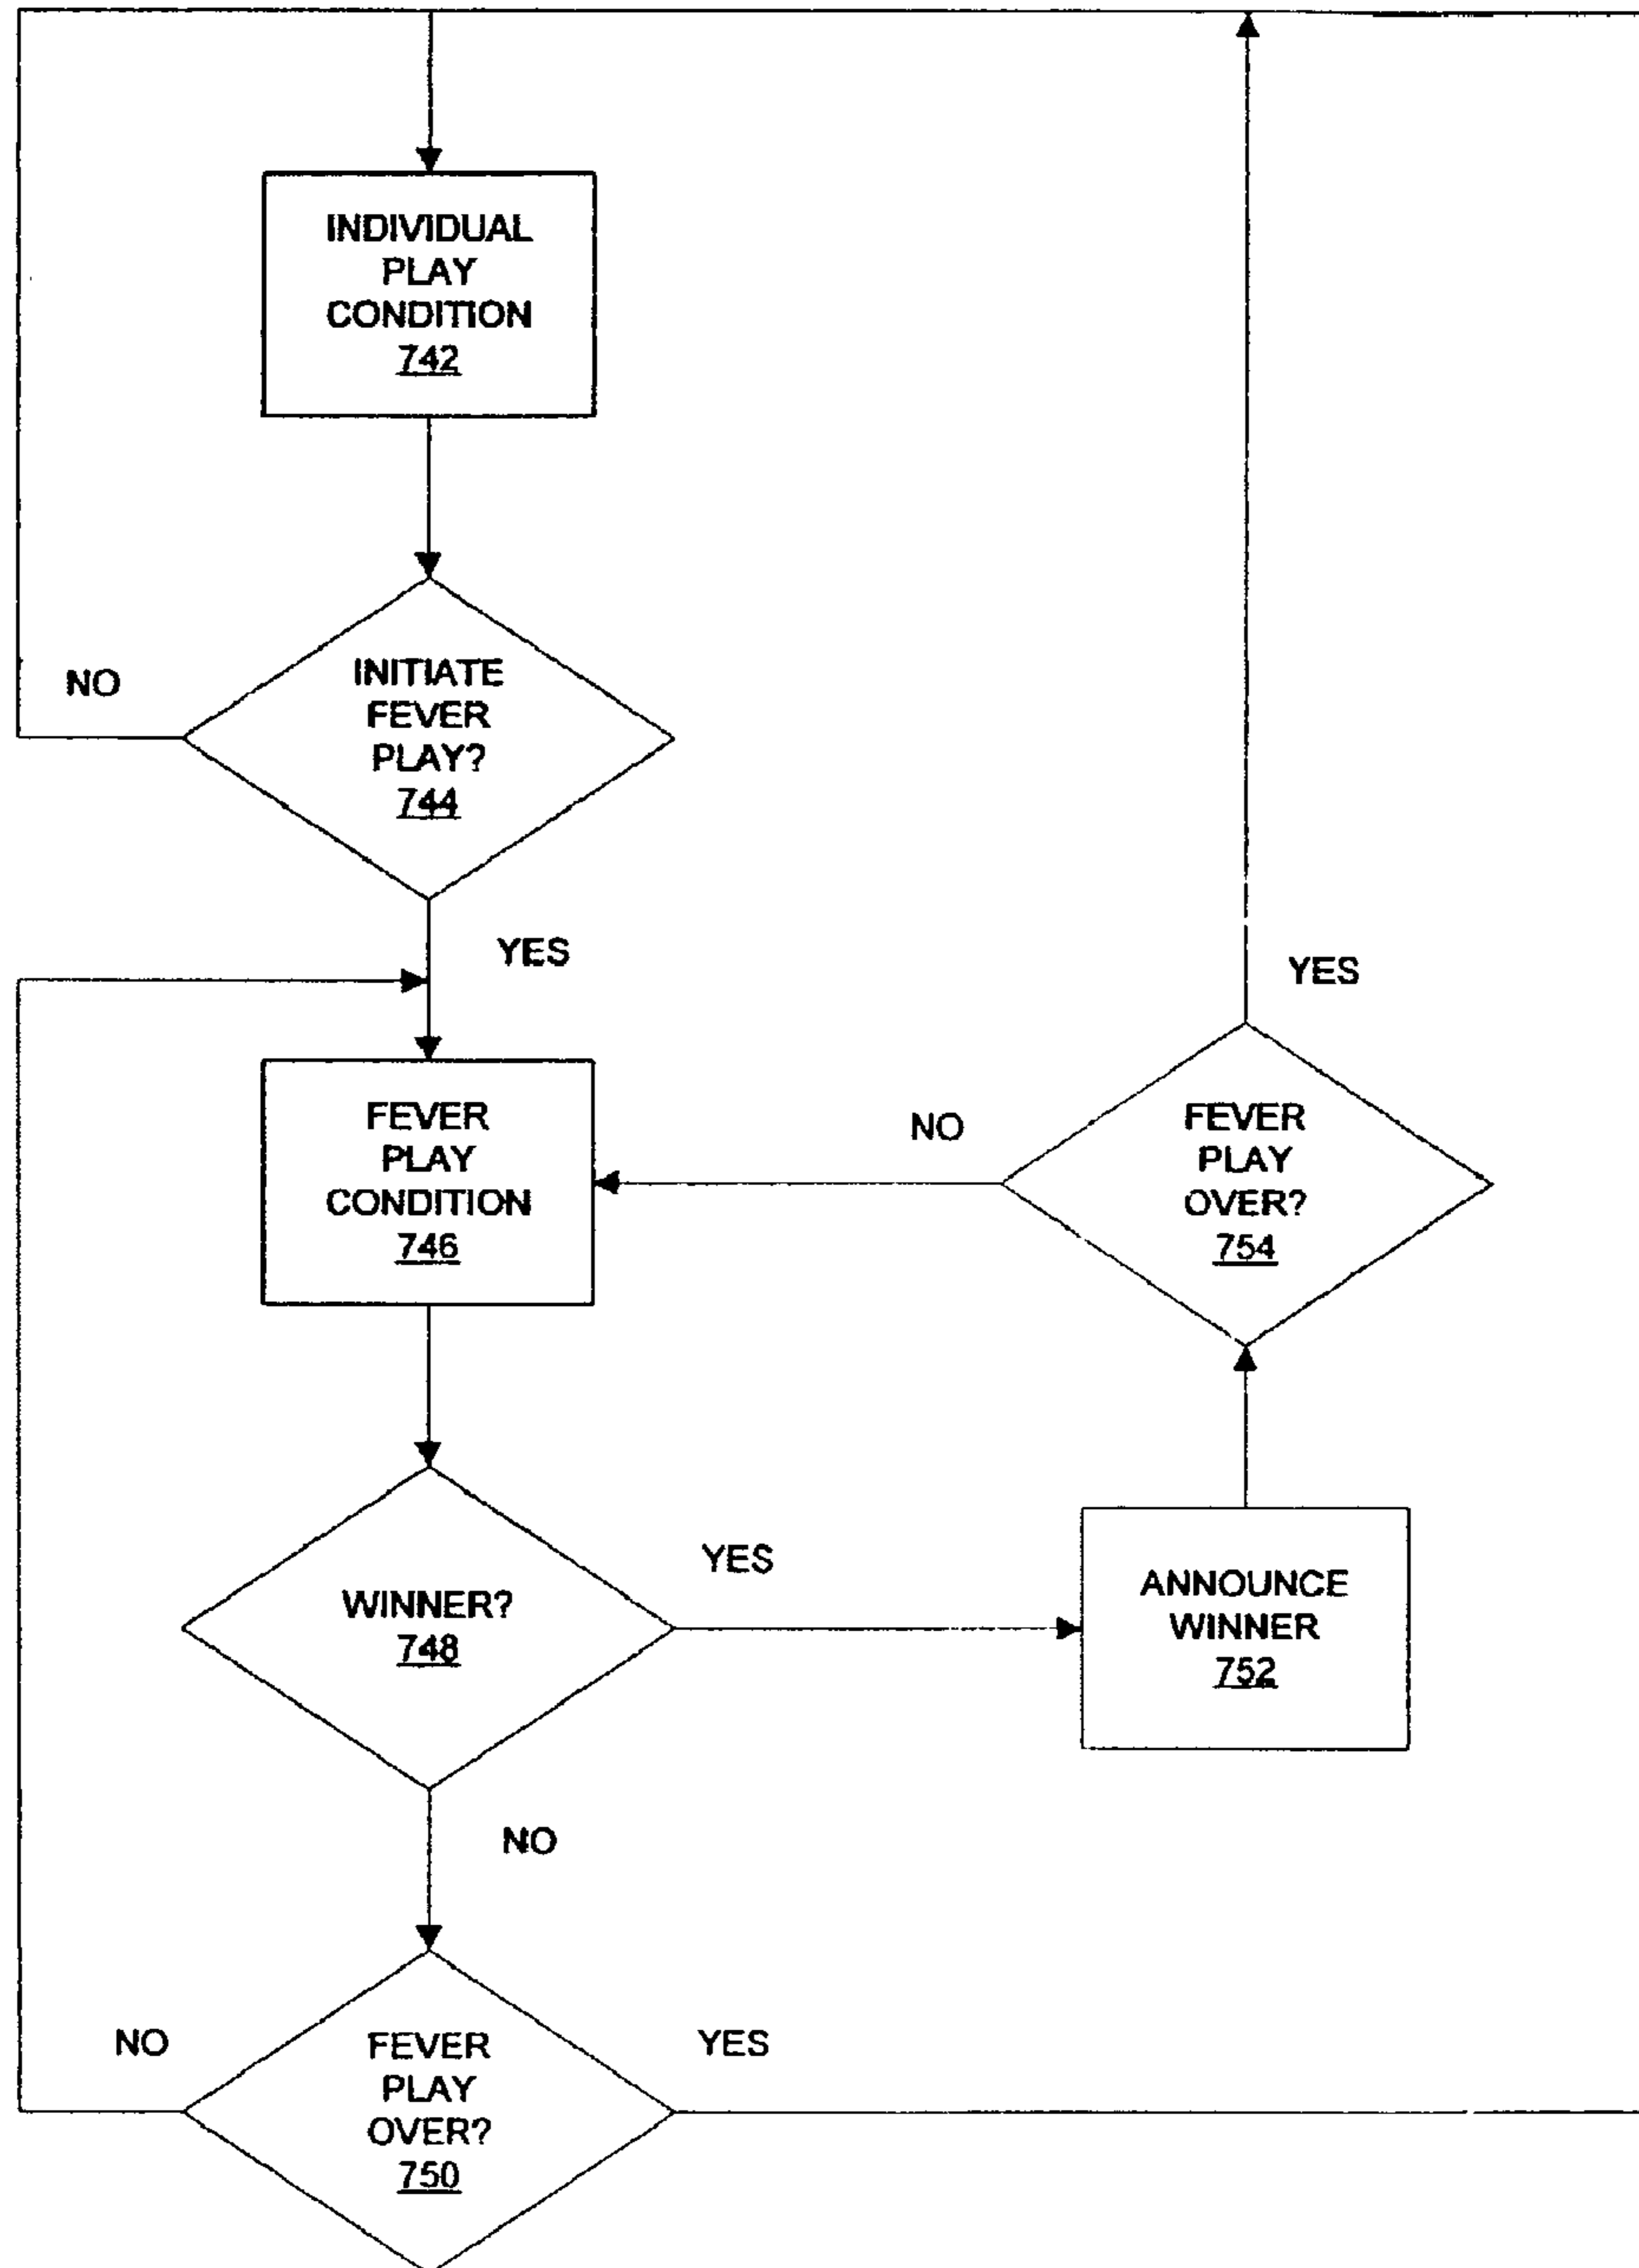 INDIVIDUAL
PLAY
CONDITION
742
NO
INITIATE
FEVER
PLAY?
744
YES
YES
FEVER
PLAY
CONDITION
746
NO
FEVER
PLAY
OVER?
754
WINNER?
748
YES
ANNOUNCE
WINNER
752
NO
NO
FEVER
PLAY
OVER?
750
YES